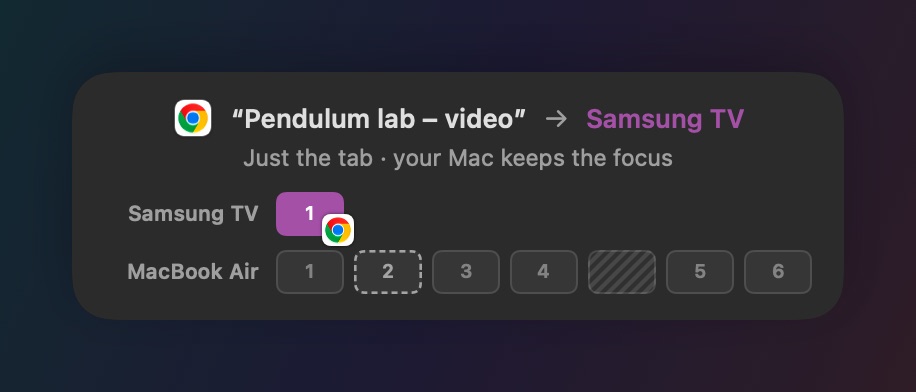 “Pendulum lab – video” → Samsung TV
Just the tab · your Mac keeps the focus
Samsung TV 1
MacBook Air 1 2 3 4 5 6